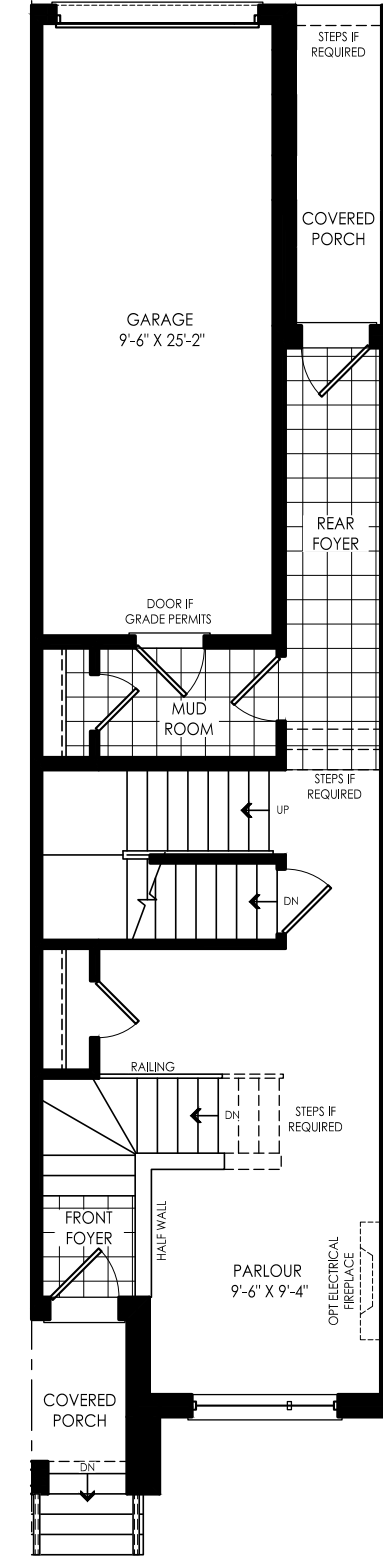 STEPS IF
REQUIRED
COVERED
PORCH
GARAGE
9'-6" X 25'-2"
REAR
FOYER
DOOR IF
GRADE PERMITS
MUD
ROOM
STEPS IF
REQUIRED
UP
DN
RAILING
DN
STEPS IF
REQUIRED
FRONT
FOYER
HALF WALL
PARLOUR
9'-6" X 9'-4"
OPT ELECTRICAL
FIREPLACE
COVERED
PORCH
DN